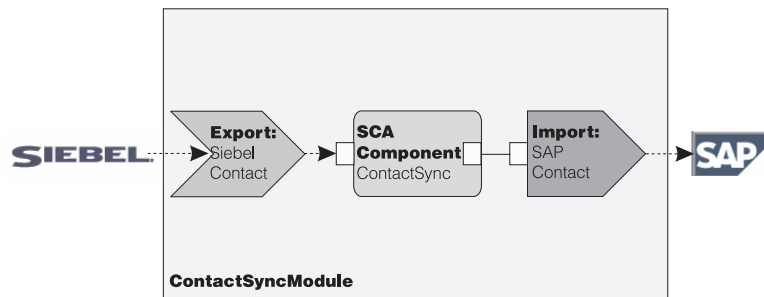 SIEBEL.
Export:
Siebel
Contact
SCA
Component
ContactSync
Import:
SAP
Contact
SAP
ContactSyncModule